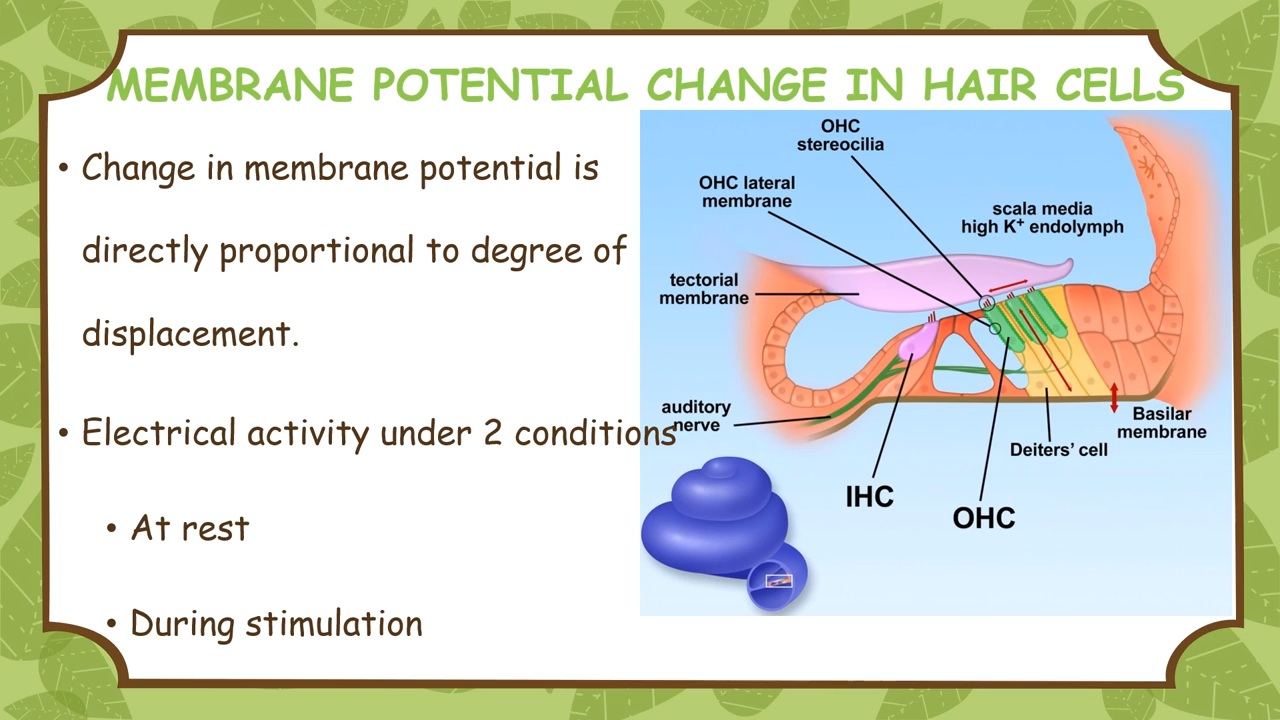 MEMBRANE POTENTIAL CHANGE IN HAIR CELLS
• Change in membrane potential is
directly proportional to degree of
displacement.
• Electrical activity under 2 conditions
• At rest
• During stimulation
OHC
stereocilia
OHC lateral
membrane
scala media
high K⁺ endolymph
tectorial
membrane
auditory
nerve
Basilar
membrane
Deiters’ cell
IHC
OHC